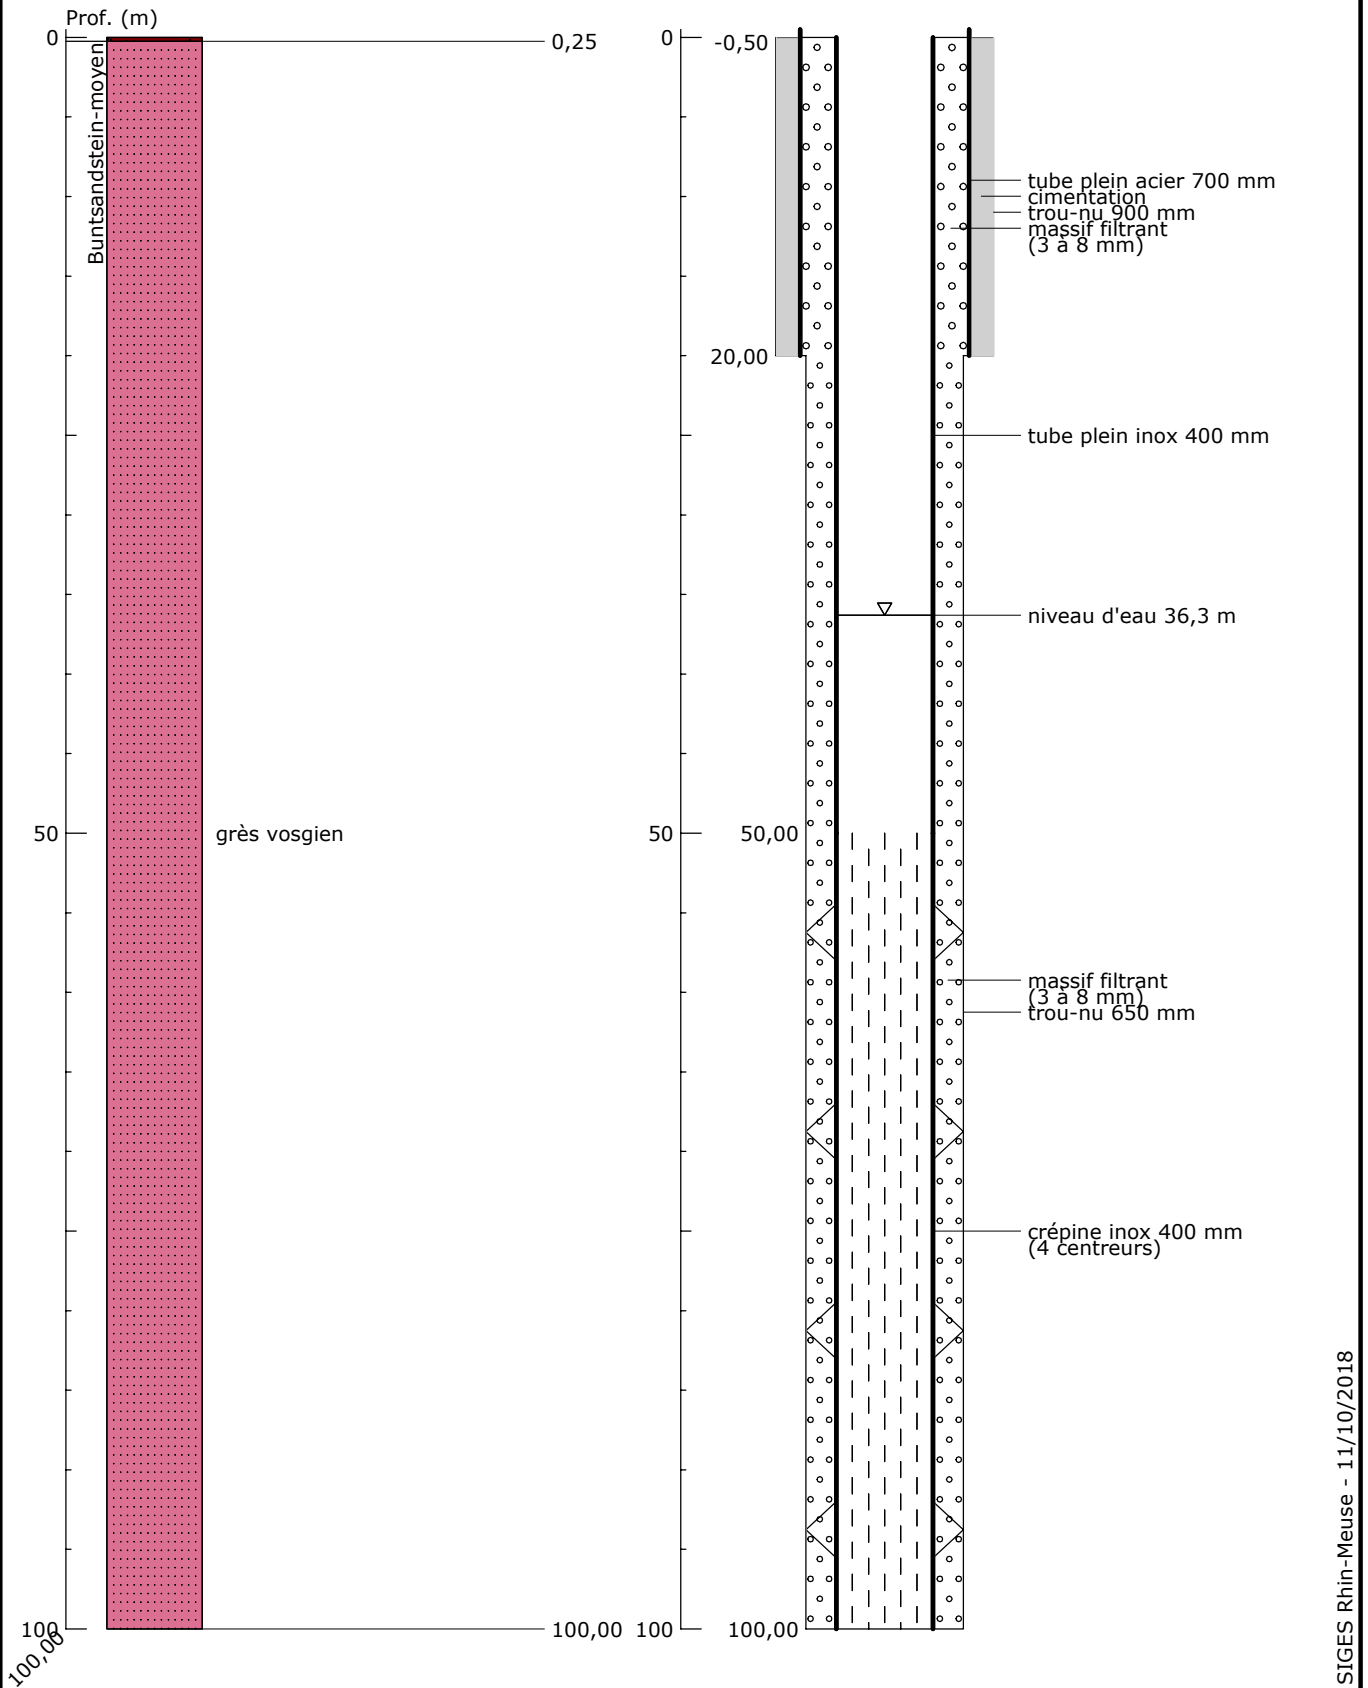 Prof. (m)
0
Buntsandstein-moyen
0,25
0
-0,50
tube plein acier 700 mm
cimentation
trou-nu 900 mm
massif filtrant
(3 à 8 mm)
20,00
tube plein inox 400 mm
niveau d'eau 36,3 m
50
grès vosgien
50
50,00
massif filtrant
(3 à 8 mm)
trou-nu 650 mm
crépine inox 400 mm
(4 centreurs)
100
100,00
100,00
100
100,00
SIGES Rhin-Meuse - 11/10/2018